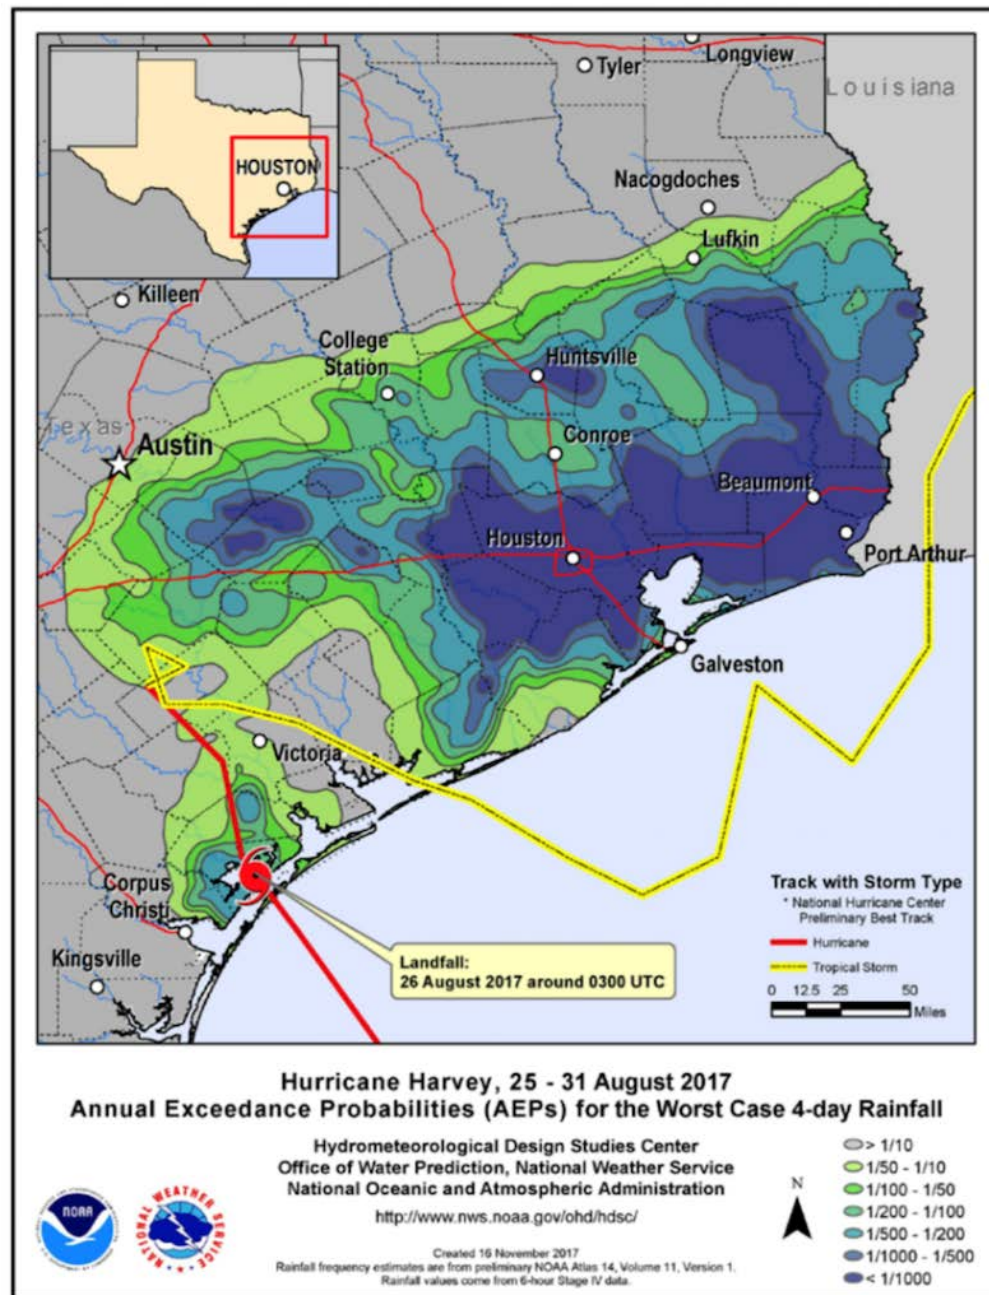 Longview
Tyler
Louisiana
HOUSTON
Nacogdoches
Lufkin
Killeen
College
Station
Huntsville
Texas
Austin
Conroe
Beaumont
Houston
Port Arthur
Galveston
Victoria
Corpus
Christi
Kingsville
Landfall:
26 August 2017 around 0300 UTC
Track with Storm Type
* National Hurricane Center
Preliminary Best Track
Hurricane
Tropical Storm
0 12.5 25 50
Miles
Hurricane Harvey, 25 - 31 August 2017
Annual Exceedance Probabilities (AEPs) for the Worst Case 4-day Rainfall
Hydrometeorological Design Studies Center
Office of Water Prediction, National Weather Service
National Oceanic and Atmospheric Administration
http://www.nws.noaa.gov/ohd/hdsc/
Created 16 November 2017
Rainfall frequency estimates are from preliminary NOAA Atlas 14, Volume 11, Version 1.
Rainfall values come from 6-hour Stage IV data.
N
> 1/10
1/50 - 1/10
1/100 - 1/50
1/200 - 1/100
1/500 - 1/200
1/1000 - 1/500
< 1/1000
NOAA
NATIONAL WEATHER SERVICE